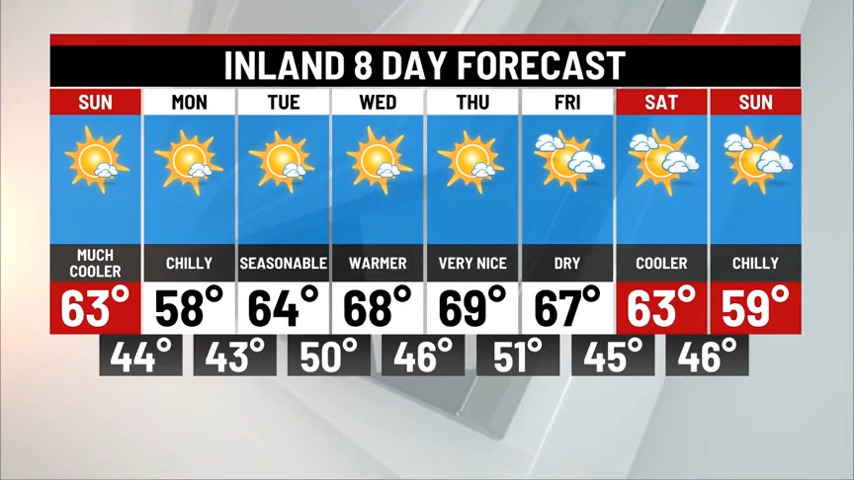 INLAND 8 DAY FORECAST
SUN MON TUE WED THU FRI SAT SUN
MUCH COOLER CHILLY SEASONABLE WARMER VERY NICE DRY COOLER CHILLY
63° 58° 64° 68° 69° 67° 63° 59°
44° 43° 50° 46° 51° 45° 46°